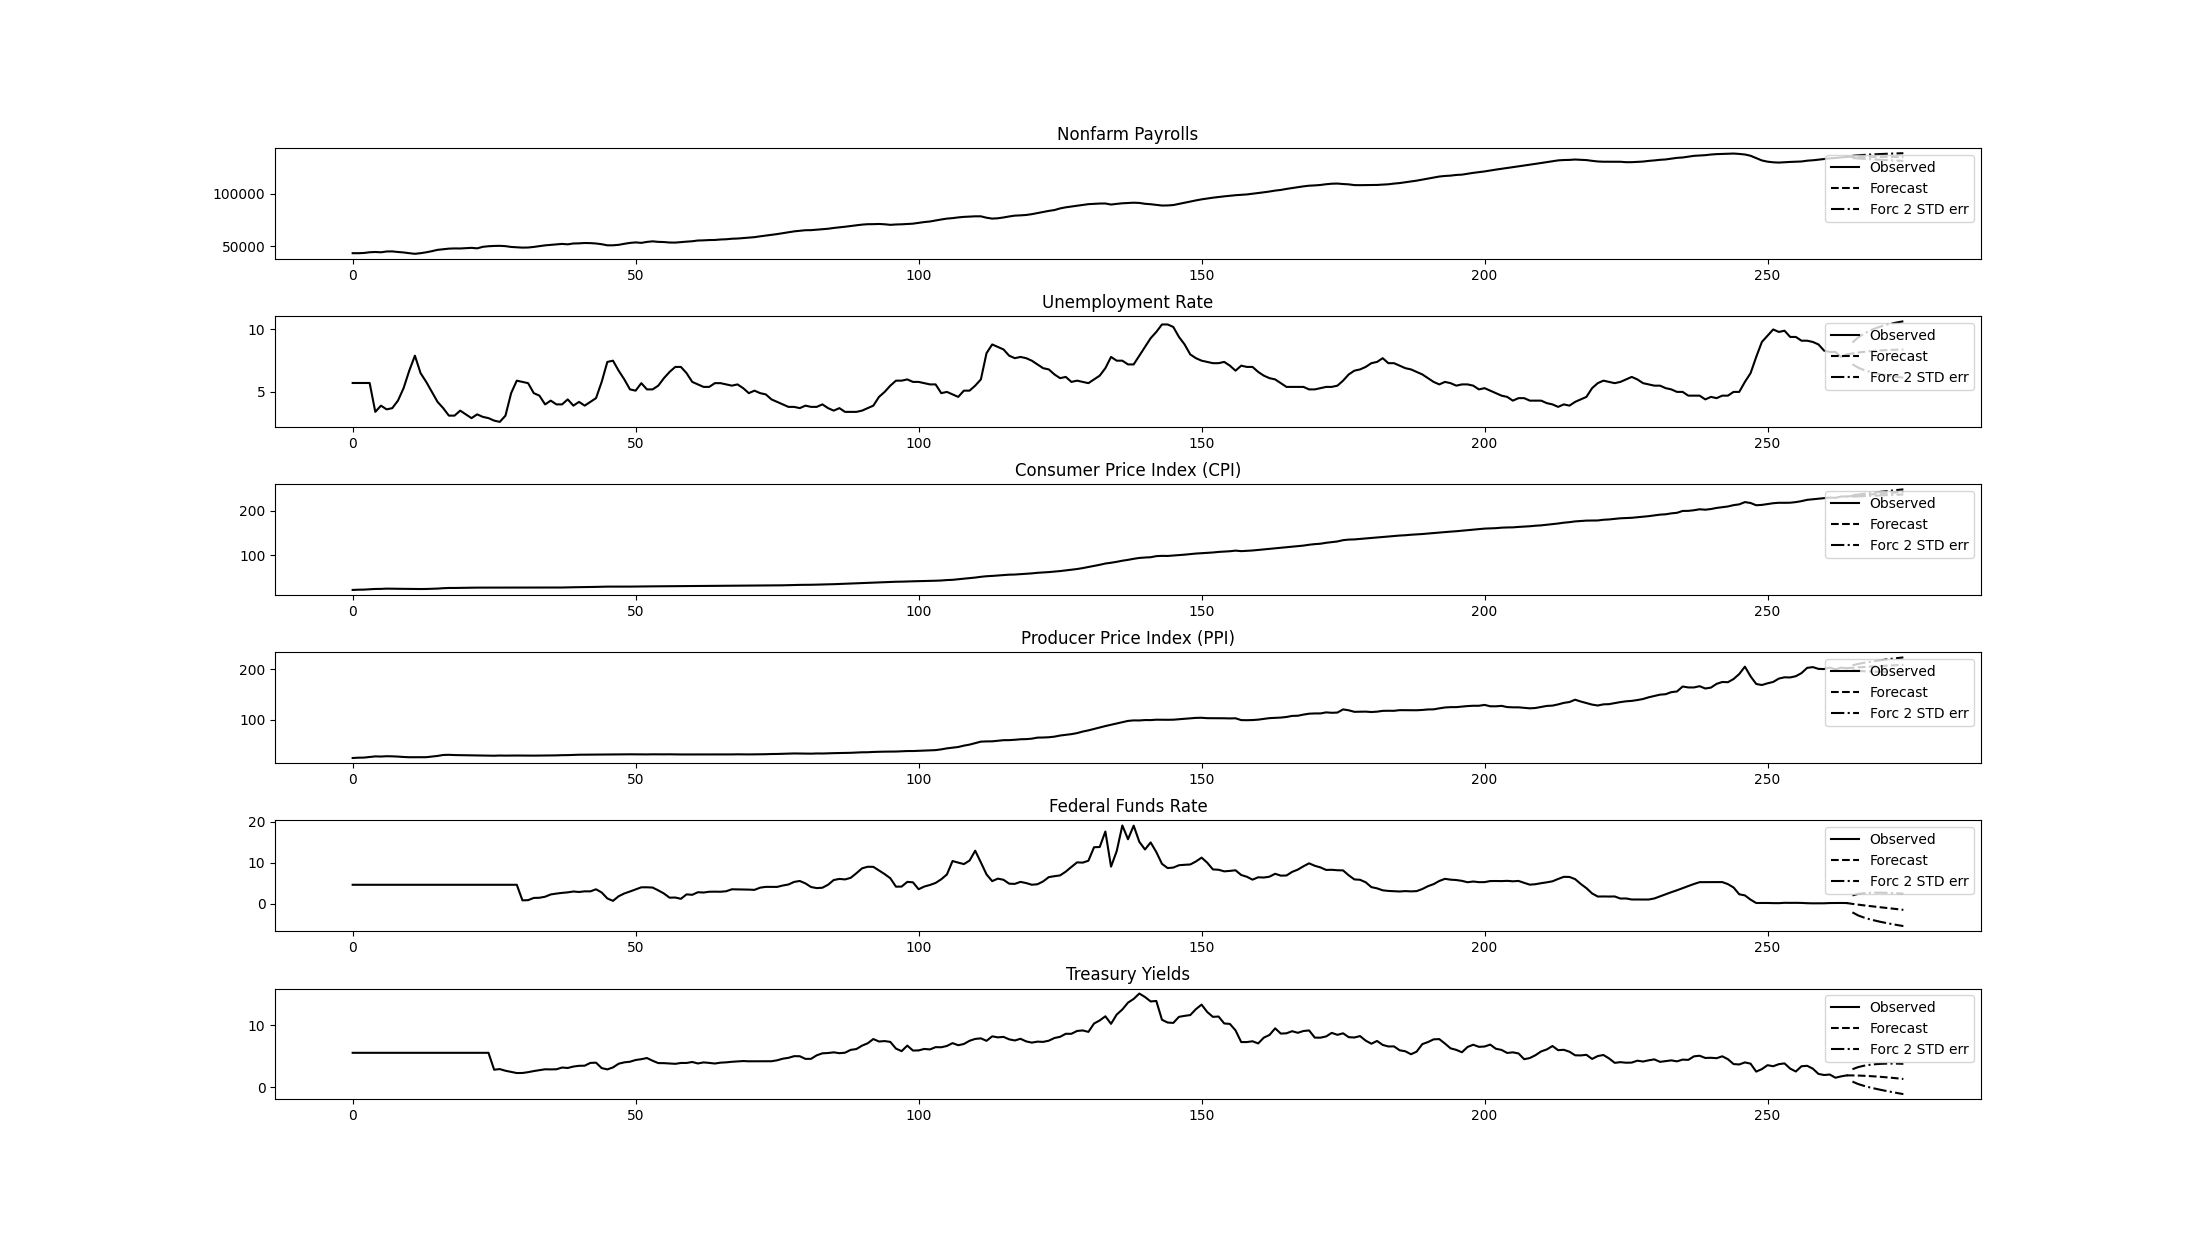 Nonfarm Payrolls
100000
50000
Observed
Forecast
Forc 2 STD err
0 50 100 150 200 250
Unemployment Rate
10
5
Observed
Forecast
Forc 2 STD err
0 50 100 150 200 250
Consumer Price Index (CPI)
200
100
Observed
Forecast
Forc 2 STD err
0 50 100 150 200 250
Producer Price Index (PPI)
200
100
Observed
Forecast
Forc 2 STD err
0 50 100 150 200 250
Federal Funds Rate
20
10
0
Observed
Forecast
Forc 2 STD err
0 50 100 150 200 250
Treasury Yields
10
0
Observed
Forecast
Forc 2 STD err
0 50 100 150 200 250